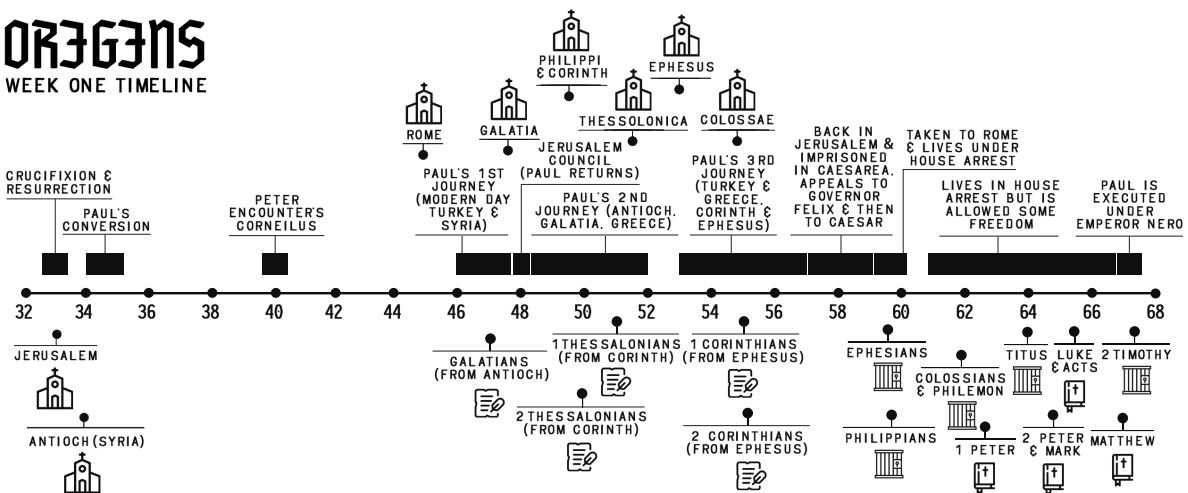 ORIGINS
WEEK ONE TIMELINE
PHILIPPI
& CORINTH
EPHESUS
ROME
GALATIA
THESSOLONICA
COLOSSAE
CRUCIFIXION &
RESURRECTION
PAUL'S
CONVERSION
PETER
ENCOUNTER'S
CORNEILUS
PAUL'S 1ST
JOURNEY
(MODERN DAY
TURKEY &
SYRIA)
JERUSALEM
COUNCIL
(PAUL RETURNS)
PAUL'S 2ND
JOURNEY (ANTIOCH,
GALATIA, GREECE)
PAUL'S 3RD
JOURNEY
(TURKEY &
GREECE,
CORINTH &
EPHESUS)
BACK IN
JERUSALEM &
IMPRISONED
IN CAESAREA,
APPEALS TO
GOVERNOR
FELIX & THEN
TO CAESAR
TAKEN TO ROME
& LIVES UNDER
HOUSE ARREST
LIVES IN HOUSE
ARREST BUT IS
ALLOWED SOME
FREEDOM
PAUL IS
EXECUTED
UNDER
EMPEROR NERO
32 34 36 38 40 42 44 46 48 50 52 54 56 58 60 62 64 66 68
JERUSALEM
ANTIOCH (SYRIA)
GALATIANS
(FROM ANTIOCH)
1 THESSALONIANS
(FROM CORINTH)
2 THESSALONIANS
(FROM CORINTH)
1 CORINTHIANS
(FROM EPHESUS)
2 CORINTHIANS
(FROM EPHESUS)
EPHESIANS
PHILIPPIANS
COLOSSIANS
& PHILEMON
1 PETER
TITUS
LUKE
& ACTS
2 PETER
& MARK
2 TIMOTHY
MATTHEW